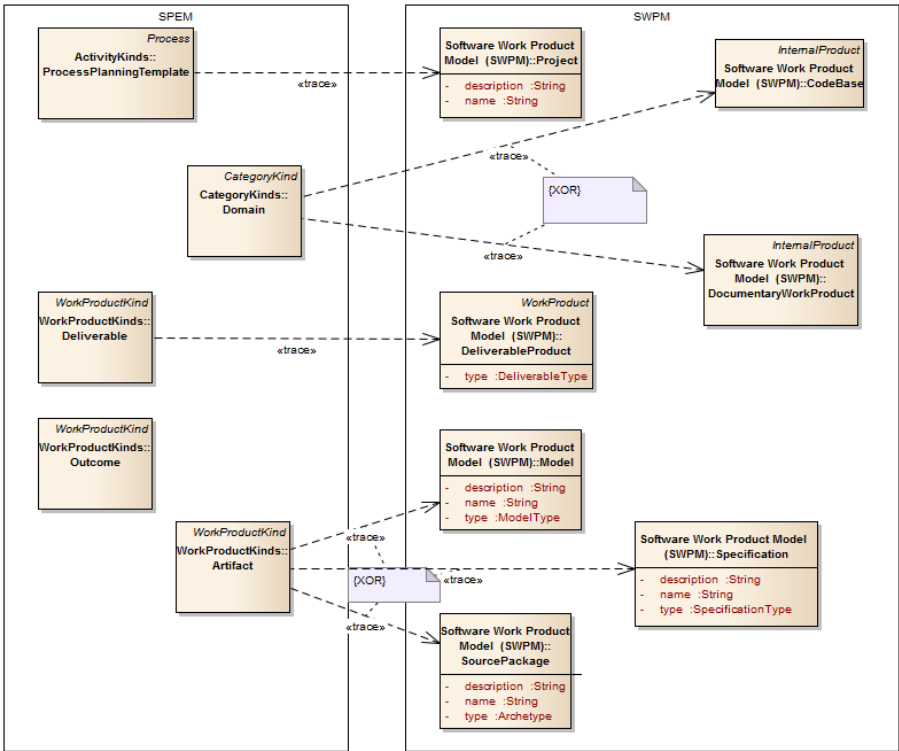 SPEM
SWPM
Process
ActivityKinds::
ProcessPlanningTemplate
«trace»
Software Work Product
Model (SWPM)::Project
- description :String
- name :String
InternalProduct
Software Work Product
Model (SWPM)::CodeBase
CategoryKind
CategoryKinds::
Domain
«trace»
{XOR}
«trace»
InternalProduct
Software Work Product
Model (SWPM)::
DocumentaryWorkProduct
WorkProductKind
WorkProductKinds::
Deliverable
«trace»
WorkProduct
Software Work Product
Model (SWPM)::
DeliverableProduct
- type :DeliverableType
WorkProductKind
WorkProductKinds::
Outcome
Software Work Product
Model (SWPM)::Model
- description :String
- name :String
- type :ModelType
WorkProductKind
WorkProductKinds::
Artifact
«trace»
{XOR}
«trace»
«trace»
Software Work Product Model
(SWPM)::Specification
- description :String
- name :String
- type :SpecificationType
Software Work Product
Model (SWPM)::
SourcePackage
- description :String
- name :String
- type :Archetype